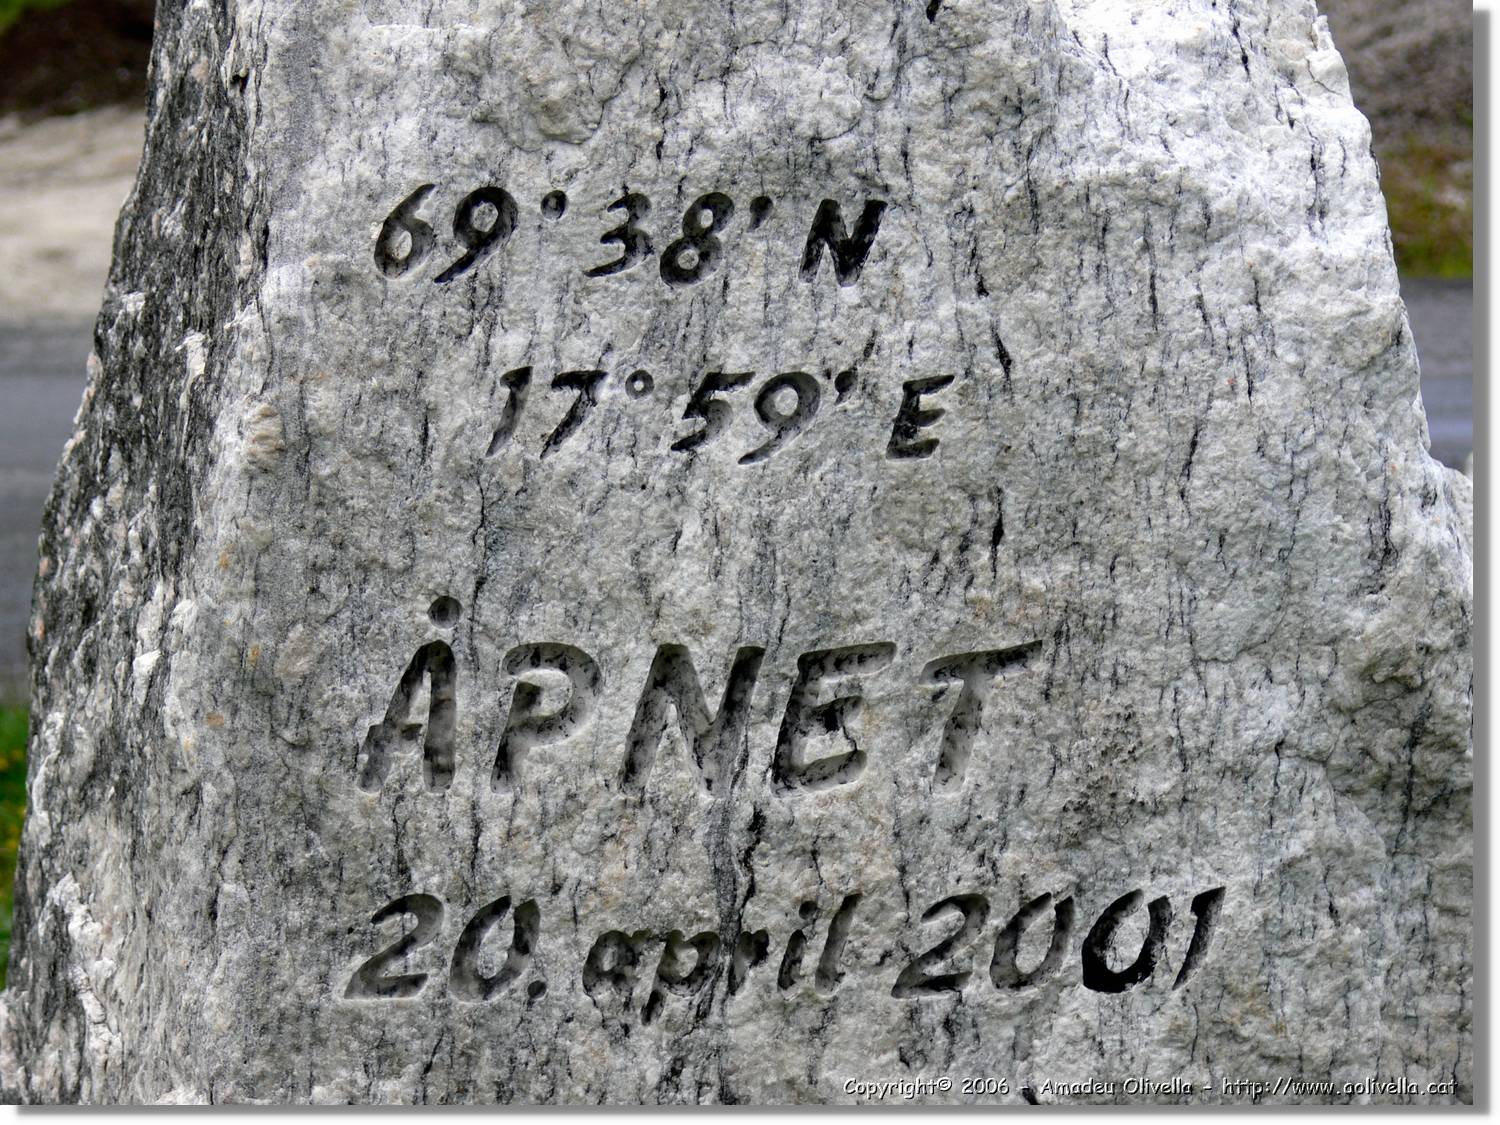 69° 38' N
17° 59' E
ÅPNET
20. april 2001
Copyright© 2006 - Amadeu Olivella - http://www.aolivella.cat